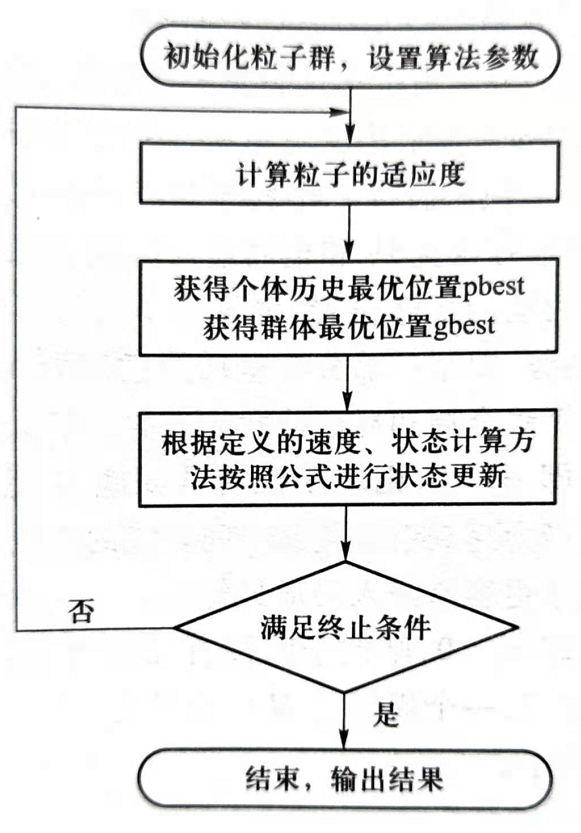 初始化粒子群，设置算法参数
计算粒子的适应度
获得个体历史最优位置pbest
获得群体最优位置gbest
根据定义的速度、状态计算方
法按照公式进行状态更新
满足终止条件
否
是
结束，输出结果